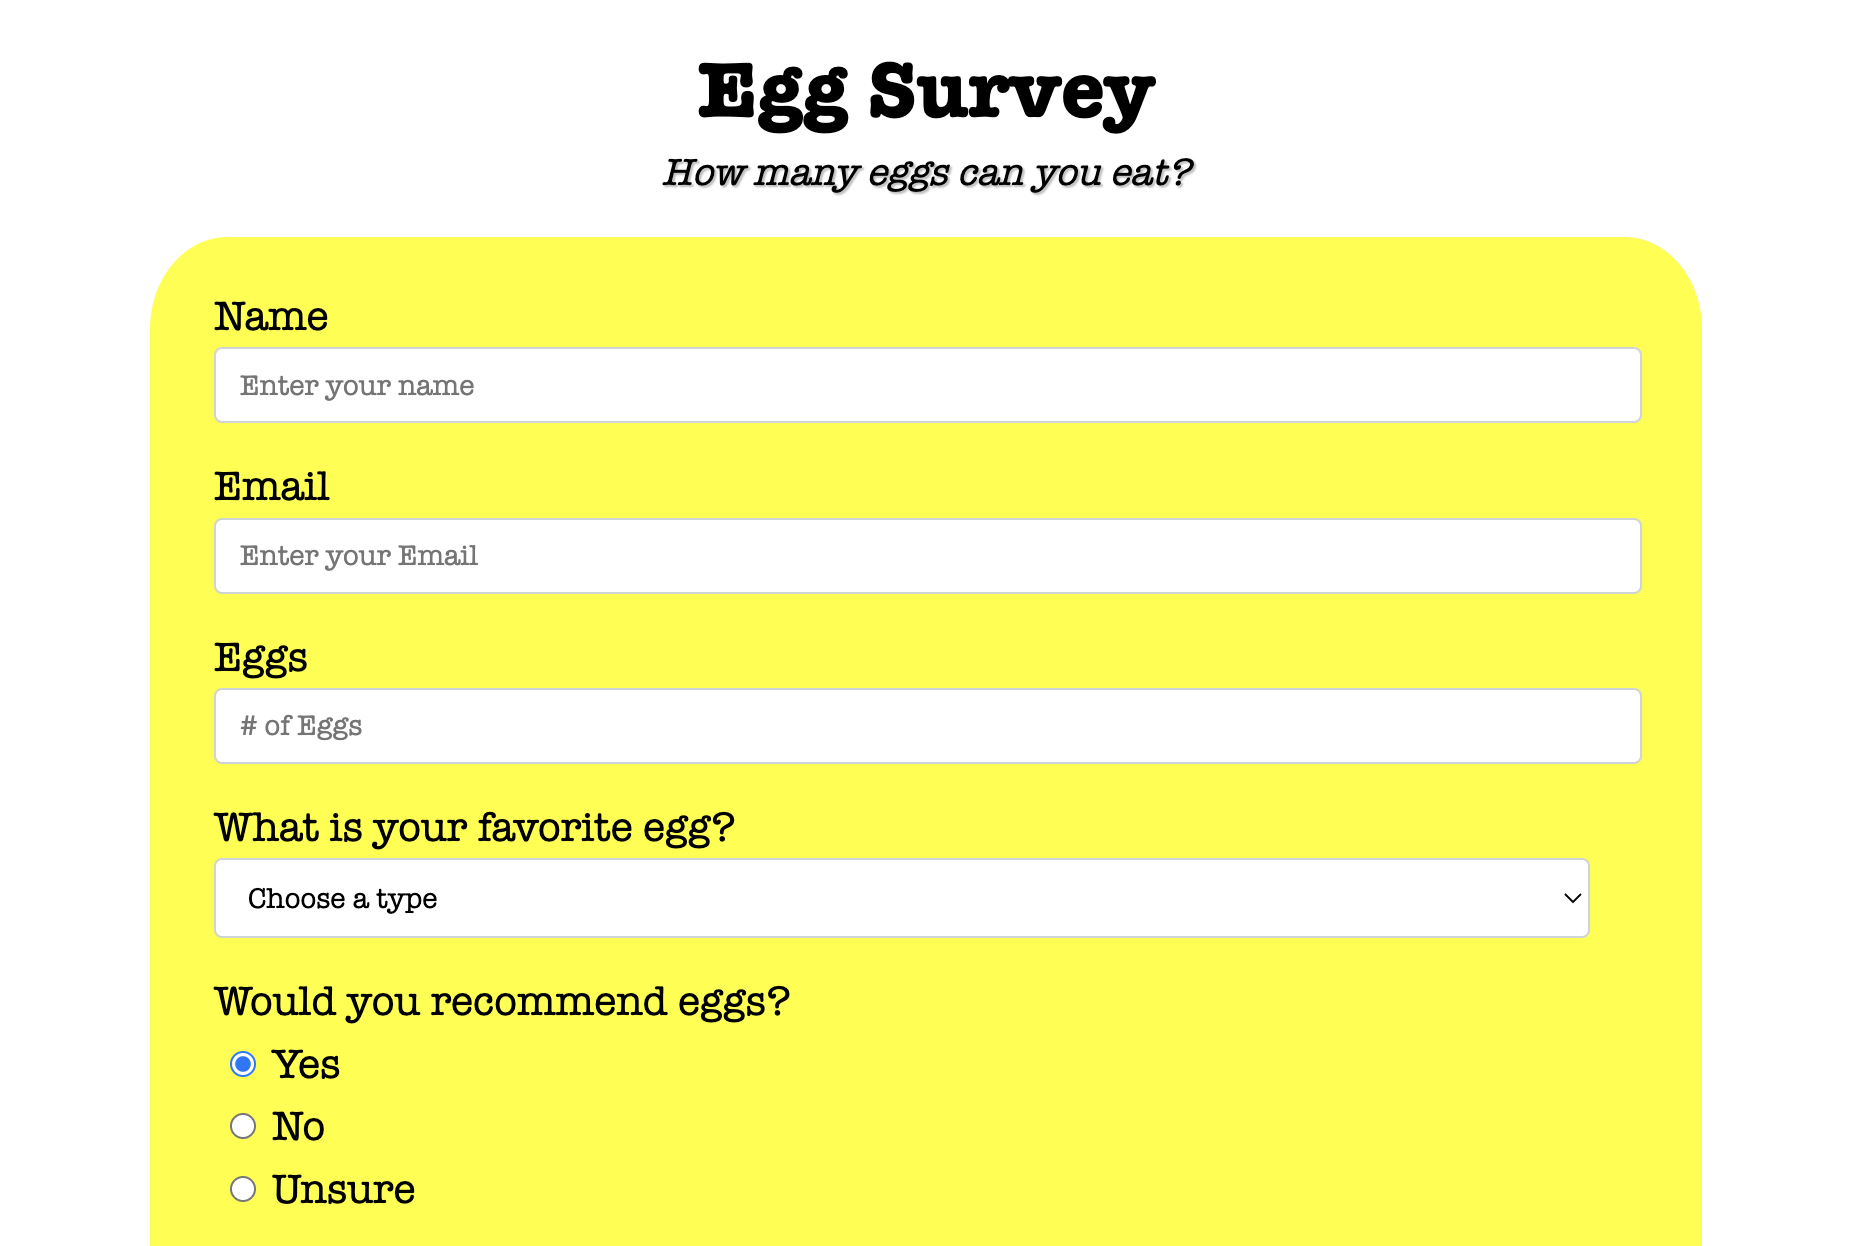 Egg Survey
How many eggs can you eat?
Name
Enter your name
Email
Enter your Email
Eggs
# of Eggs
What is your favorite egg?
Choose a type
Would you recommend eggs?
Yes
No
Unsure